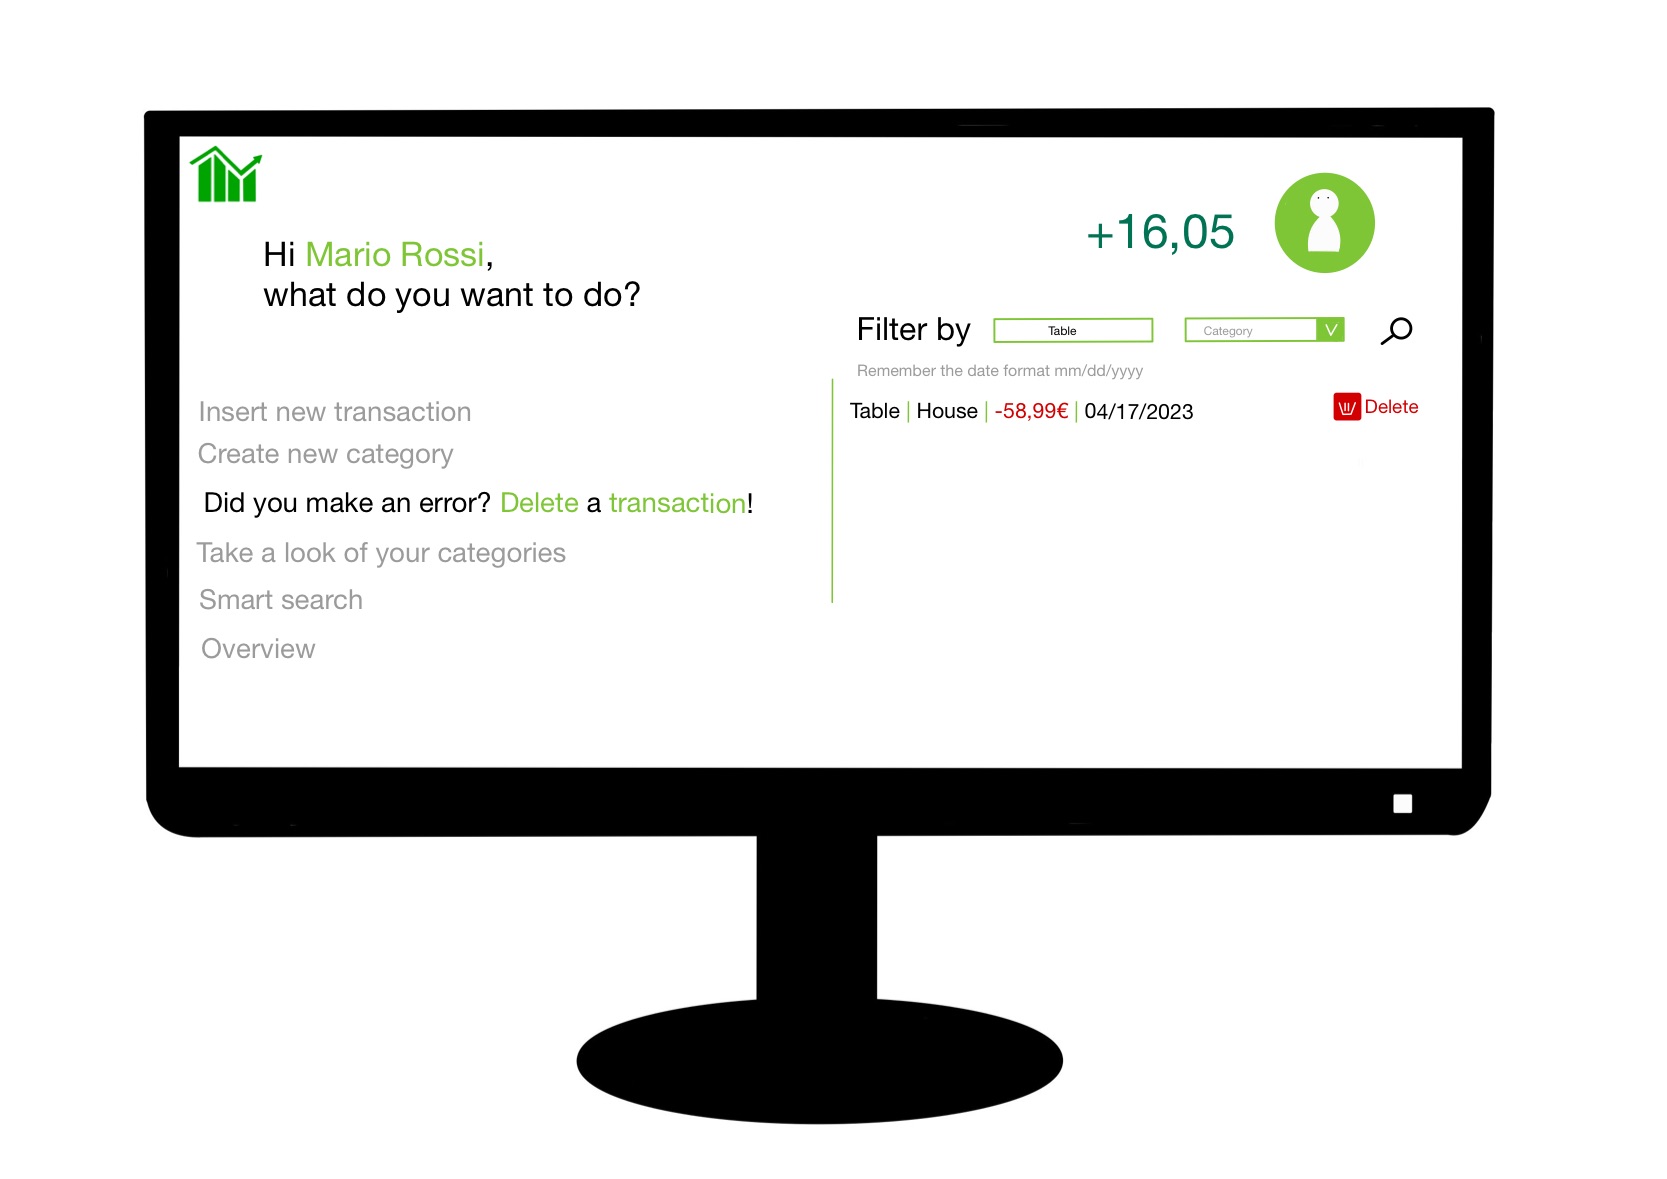 Hi Mario Rossi,
what do you want to do?
+16,05
Filter by Table Category V
Remember the date format mm/dd/yyyy
Table | House | -58,99€ | 04/17/2023 Delete
Insert new transaction
Create new category
Did you make an error? Delete a transaction!
Take a look of your categories
Smart search
Overview